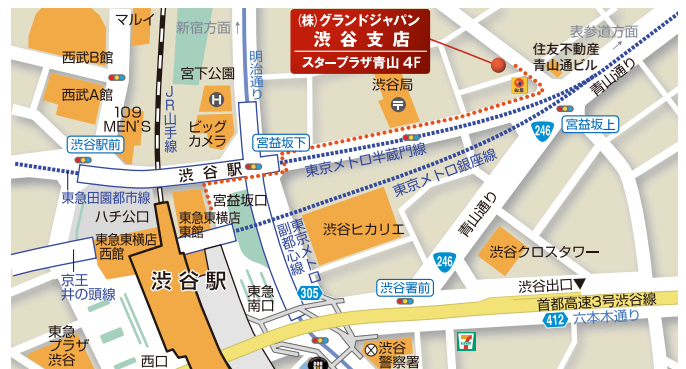 マルイ
新宿方面
西武B館
西武A館
109
MEN'S
JR山手線
宮下公園
ビッグ
カメラ
明治通り
(株)グランドジャパン
渋谷支店
スタープラザ青山 4F
渋谷局
住友不動産
青山通ビル
表参道方面
青山通り
246
宮益坂上
渋谷駅前
宮益坂下
渋谷駅
東京メトロ半蔵門線
東京メトロ銀座線
東急田園都市線
ハチ公口
宮益坂口
東急東横店
東館
東急東横店
西館
渋谷駅
京王
井の頭線
東京メトロ
副都心線
渋谷ヒカリエ
青山通り
246
渋谷クロスタワー
東急
南口
305
渋谷署前
渋谷出口▼
首都高速3号渋谷線
412
六本木通り
東急
プラザ
渋谷
西口
渋谷
警察署